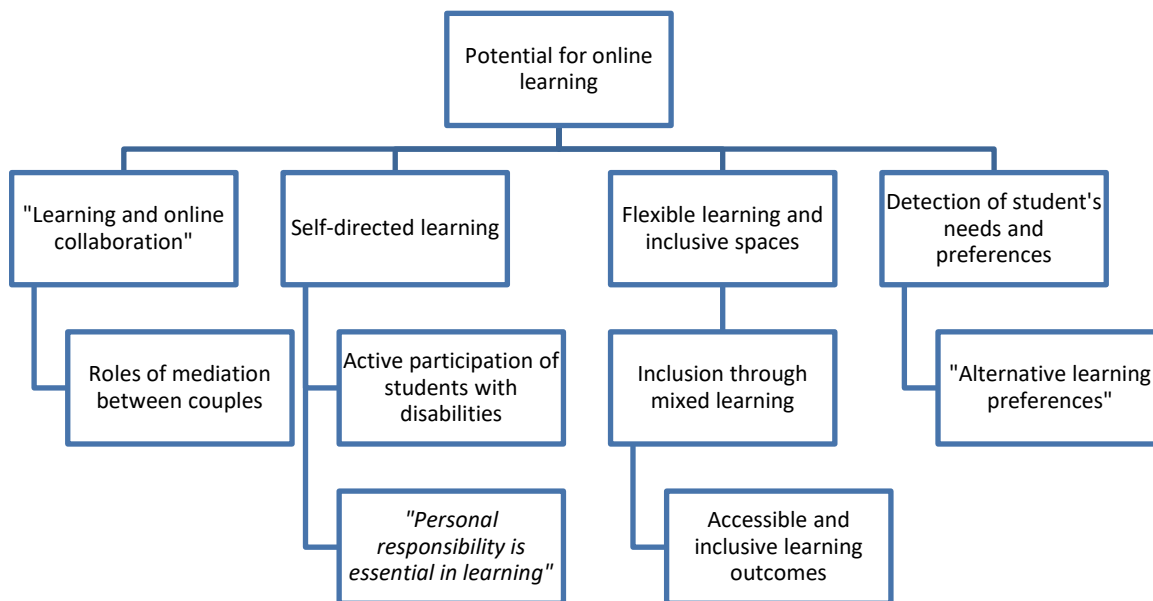 Potential for online
learning
"Learning and online
collaboration"
Self-directed learning
Flexible learning and
inclusive spaces
Detection of student's
needs and
preferences
Roles of mediation
between couples
Active participation of
students with
disabilities
Inclusion through
mixed learning
"Alternative learning
preferences"
"Personal
responsibility is
essential in learning"
Accessible and
inclusive learning
outcomes